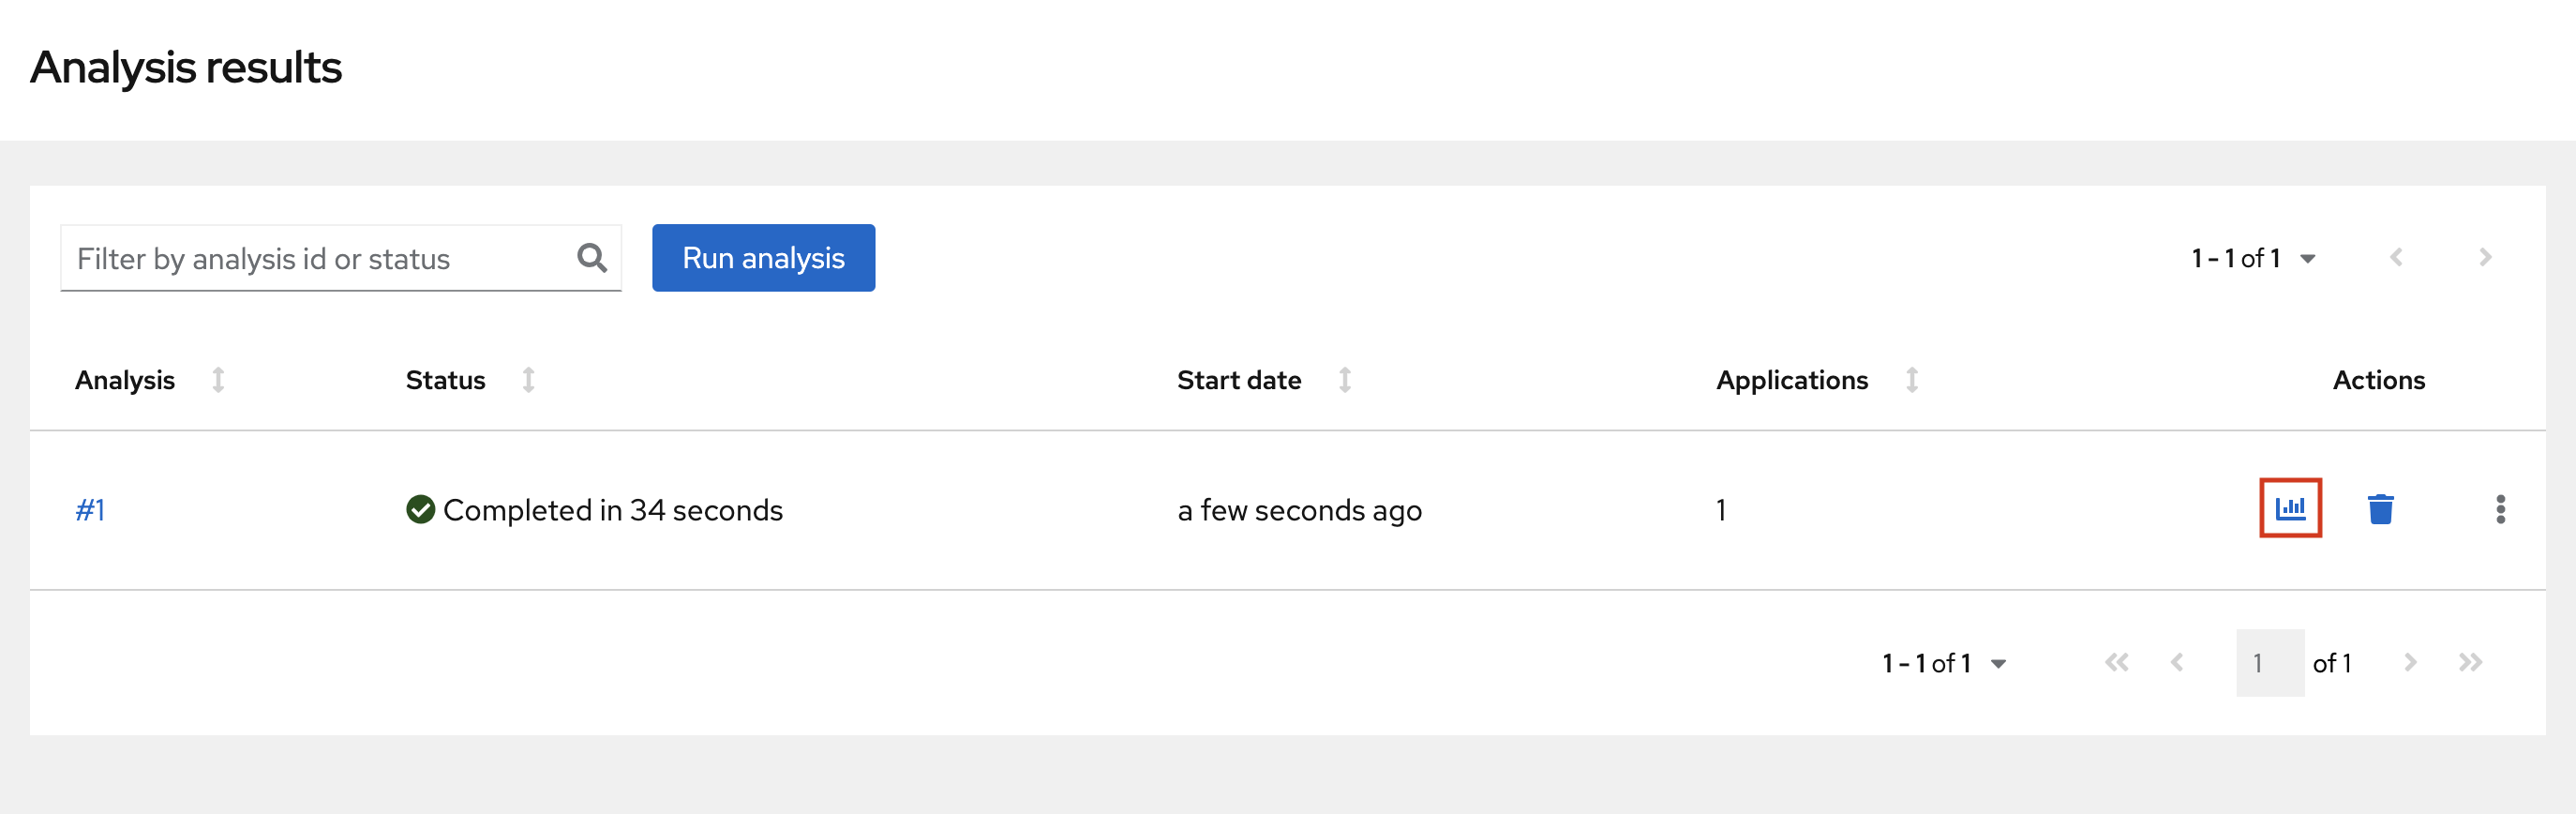 Analysis results
Filter by analysis id or status Run analysis 1 - 1 of 1
Analysis Status Start date Applications Actions
#1 Completed in 34 seconds a few seconds ago 1
1 - 1 of 1 1 of 1